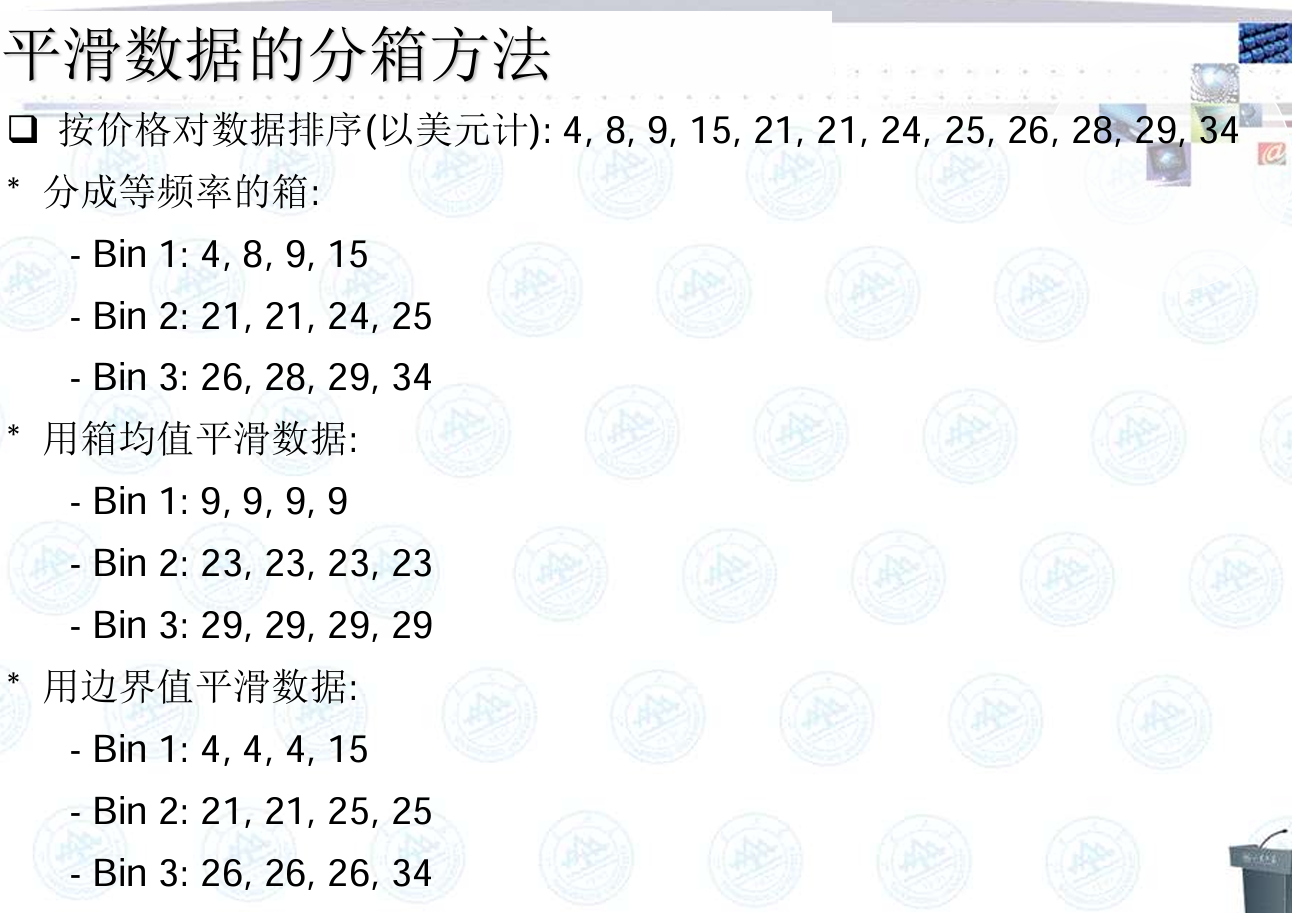 平滑数据的分箱方法
❑ 按价格对数据排序(以美元计): 4, 8, 9, 15, 21, 21, 24, 25, 26, 28, 29, 34
* 分成等频率的箱:
- Bin 1: 4, 8, 9, 15
- Bin 2: 21, 21, 24, 25
- Bin 3: 26, 28, 29, 34
* 用箱均值平滑数据:
- Bin 1: 9, 9, 9, 9
- Bin 2: 23, 23, 23, 23
- Bin 3: 29, 29, 29, 29
* 用边界值平滑数据:
- Bin 1: 4, 4, 4, 15
- Bin 2: 21, 21, 25, 25
- Bin 3: 26, 26, 26, 34